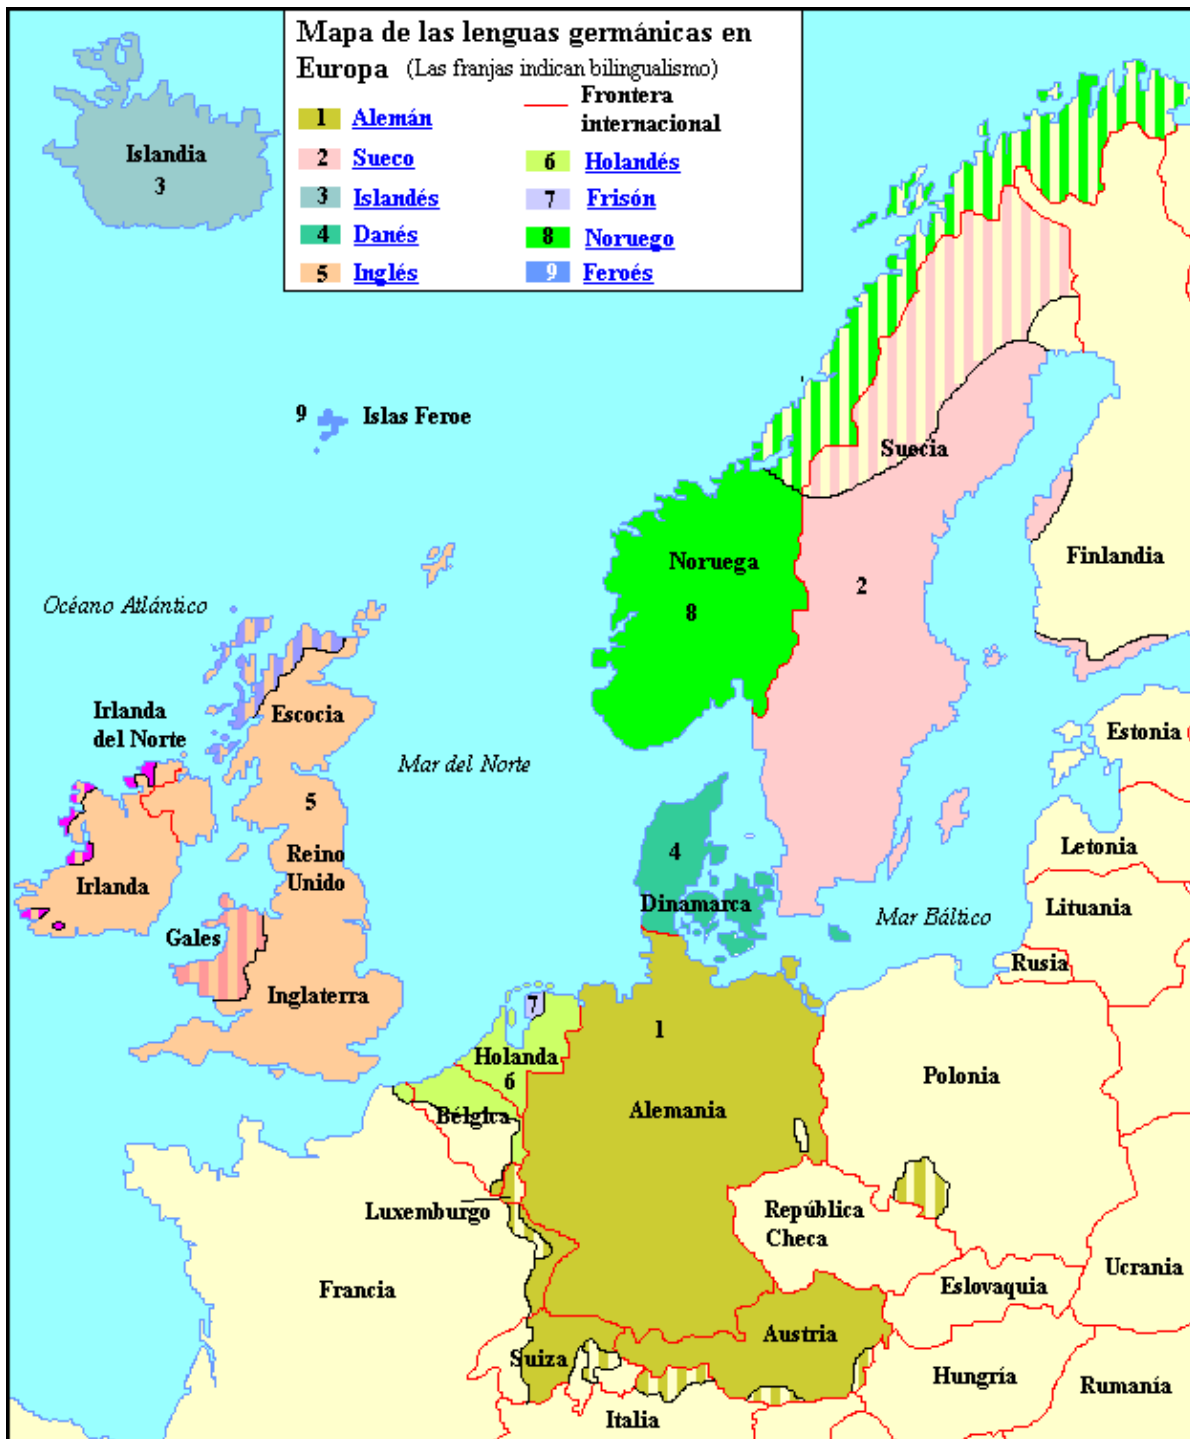 Mapa de las lenguas germánicas en
Europa (Las franjas indican bilingualismo)
1 Alemán
2 Sueco
3 Islandés
4 Danés
5 Inglés
Frontera
internacional
6 Holandés
7 Frisón
8 Noruego
9 Feroés
Islandia
3
9 Islas Feroe
Suecia
Noruega
8
2
Finlandia
Océano Atlántico
Escocia
Irlanda
del Norte
Mar del Norte
Estonia
5
4
Reino
Unido
Letonia
Irlanda
Dinamarca
Mar Báltico
Lituania
Gales
Rusia
Inglaterra
7
1
Holanda
6
Polonia
Bélgica
Alemania
Luxemburgo
República
Checa
Ucrania
Francia
Eslovaquia
Austria
Suiza
Hungría
Rumanía
Italia